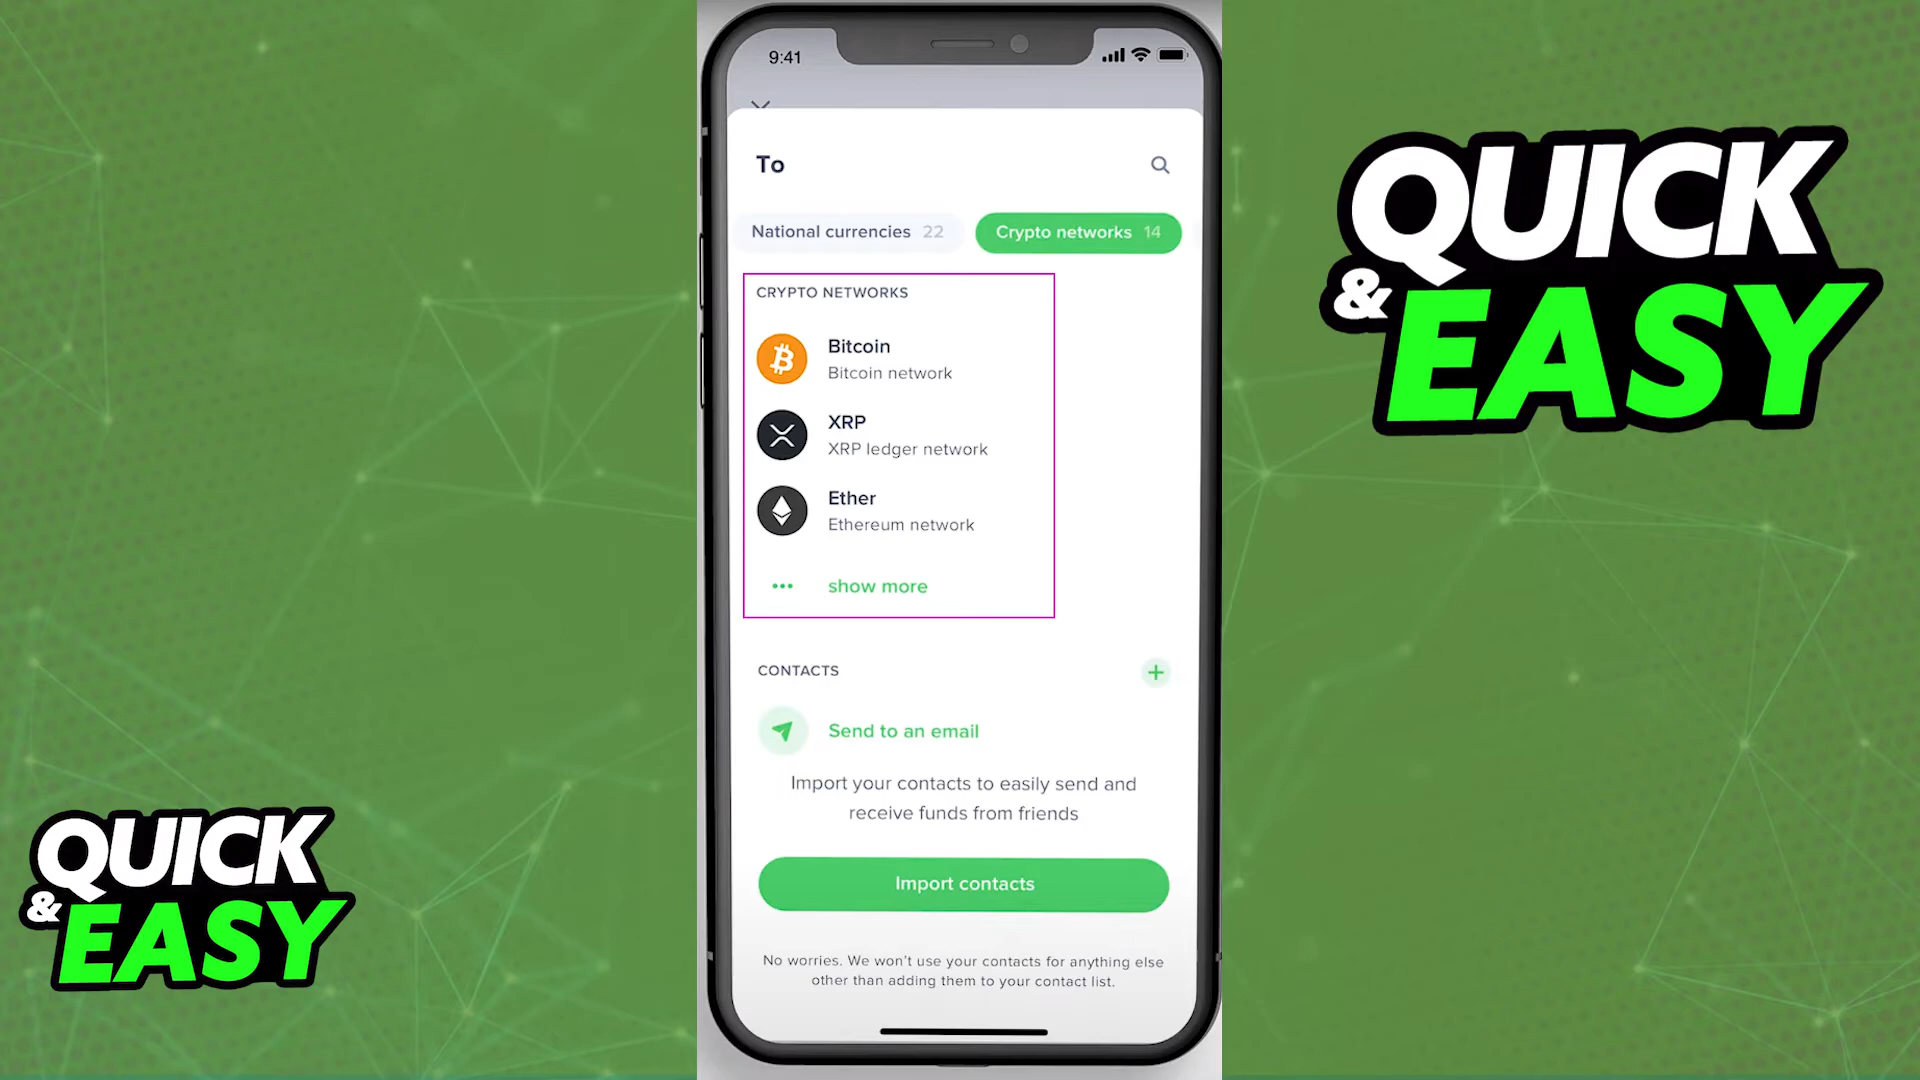 9:41
To
National currencies 22
Crypto networks 14
CRYPTO NETWORKS
Bitcoin
Bitcoin network
XRP
XRP ledger network
Ether
Ethereum network
show more
CONTACTS
Send to an email
Import your contacts to easily send and
receive funds from friends
Import contacts
No worries. We won't use your contacts for anything else
other than adding them to your contact list.
QUICK
& EASY
QUICK
& EASY